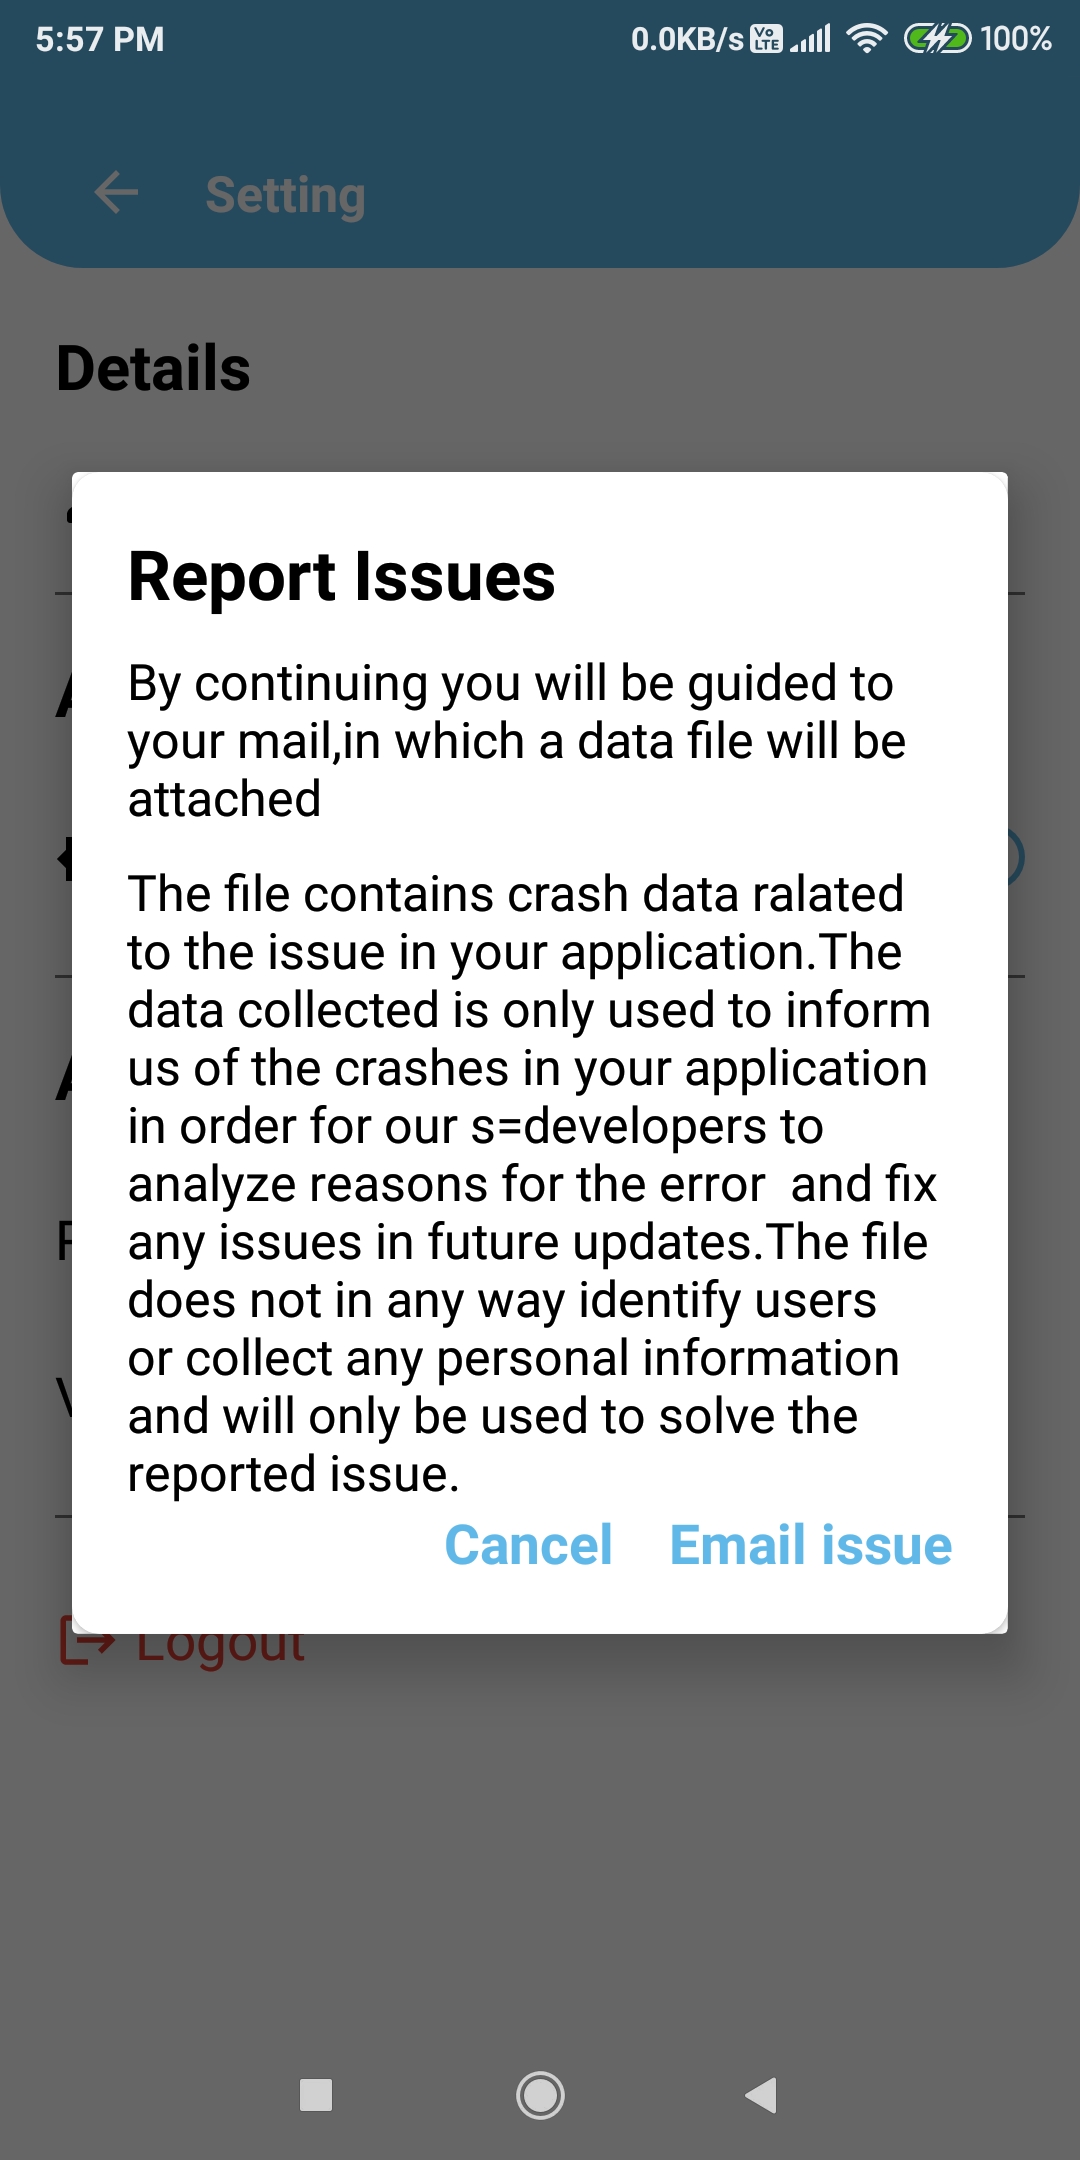 5:57 PM
0.0KB/s Vo LTE 100%
Setting
Details
Report Issues
By continuing you will be guided to
your mail,in which a data file will be
attached
The file contains crash data ralated
to the issue in your application.The
data collected is only used to inform
us of the crashes in your application
in order for our s=developers to
analyze reasons for the error  and fix
any issues in future updates.The file
does not in any way identify users
or collect any personal information
and will only be used to solve the
reported issue.
Cancel Email issue
Logout